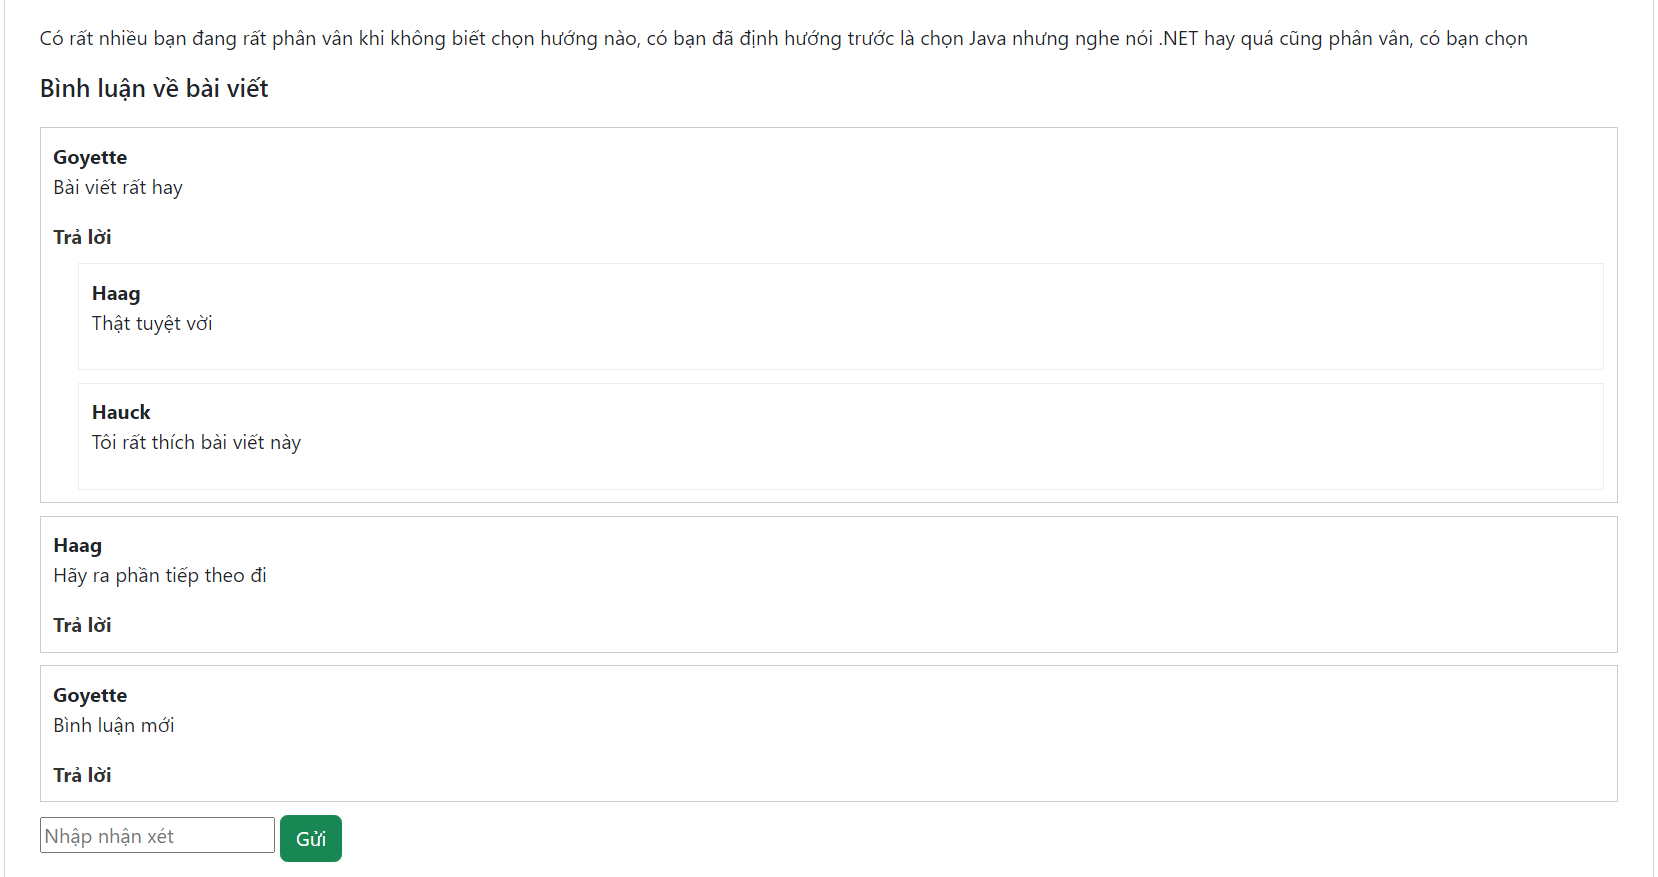 Có rất nhiều bạn đang rất phân vân khi không biết chọn hướng nào, có bạn đã định hướng trước là chọn Java nhưng nghe nói .NET hay quá cũng phân vân, có bạn chọn
Bình luận về bài viết
Goyette
Bài viết rất hay
Trả lời
Haag
Thật tuyệt vời
Hauck
Tôi rất thích bài viết này
Haag
Hãy ra phần tiếp theo đi
Trả lời
Goyette
Bình luận mới
Trả lời
Nhập nhận xét
Gửi